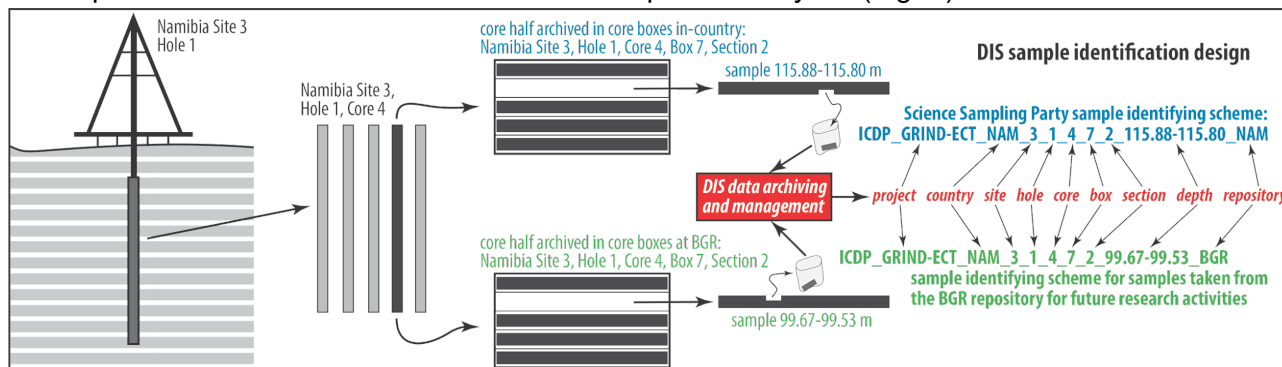 Namibia Site 3
Hole 1
Namibia Site 3,
Hole 1, Core 4
core half archived in core boxes in-country:
Namibia Site 3, Hole 1, Core 4, Box 7, Section 2
sample 115.88-115.80 m
core half archived in core boxes at BGR:
Namibia Site 3, Hole 1, Core 4, Box 7, Section 2
sample 99.67-99.53 m
DIS data archiving
and management
DIS sample identification design
Science Sampling Party sample identifying scheme:
ICDP_GRIND-ECT_NAM_3_1_4_7_2_115.88-115.80_NAM
project country site hole core box section depth repository
ICDP_GRIND-ECT_NAM_3_1_4_7_2_99.67-99.53_BGR
sample identifying scheme for samples taken from
the BGR repository for future research activities